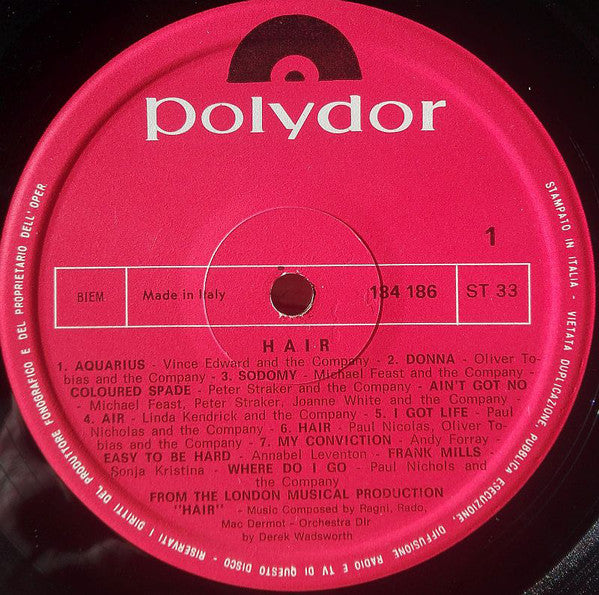 polydor
1
BIEM
Made in Italy
184 186
ST 33
HAIR
1. AQUARIUS - Vince Edward and the Company - 2. DONNA - Oliver To-
bias and the Company - 3. SODOMY - Michael Feast and the Company -
COLOURED SPADE - Peter Straker and the Company - AIN'T GOT NO
- Michael Feast, Peter Straker, Joanne White and the Company -
4. AIR - Linda Kendrick and the Company - 5. I GOT LIFE - Paul
Nicholas and the Company - 6. HAIR - Paul Nicolas, Oliver To-
bias and the Company - 7. MY CONVICTION - Andy Forray -
EASY TO BE HARD - Annabel Leventon - FRANK MILLS -
Sonja Kristina - WHERE DO I GO - Paul Nichols and
the Company
FROM THE LONDON MUSICAL PRODUCTION
"HAIR" - Music Composed by Ragni, Rado,
Mac Dermot - Orchestra Dir
by Derek Wadsworth
STAMPATO IN ITALIA - VIETATA DUPLICAZIONE, PUBBLICA ESECUZIONE, DIFFUSIONE RADIO E TV DI QUESTO DISCO - RISERVATI I DIRITTI DEL PRODUTTORE FONOGRAFICO E DEL PROPRIETARIO DELL'OPER